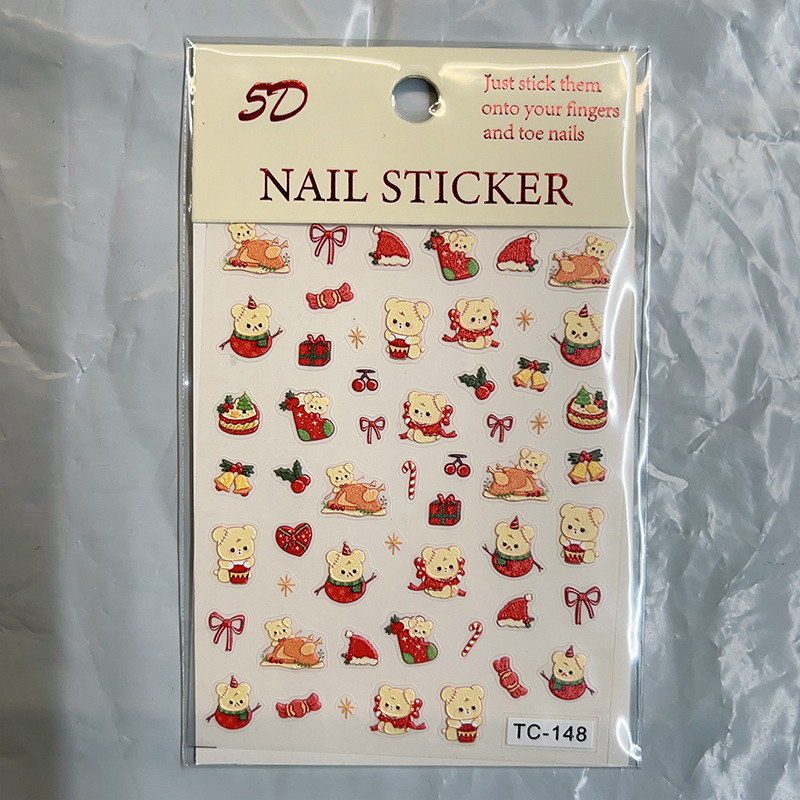 5D
Just stick them
onto your fingers
and toe nails
NAIL STICKER
TC-148